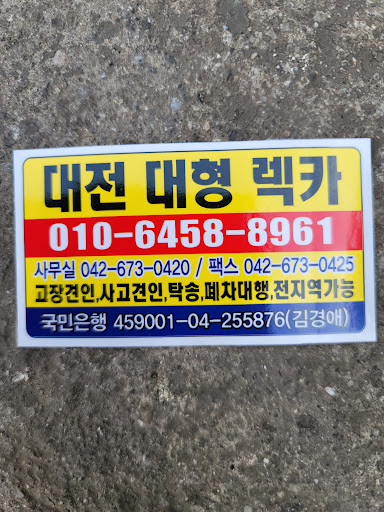 대전 대형 렉카
010-6458-8961
사무실 042-673-0420 / 팩스 042-673-0425
고장견인,사고견인,탁송,폐차대행,전지역가능
국민은행 459001-04-255876(김경애)